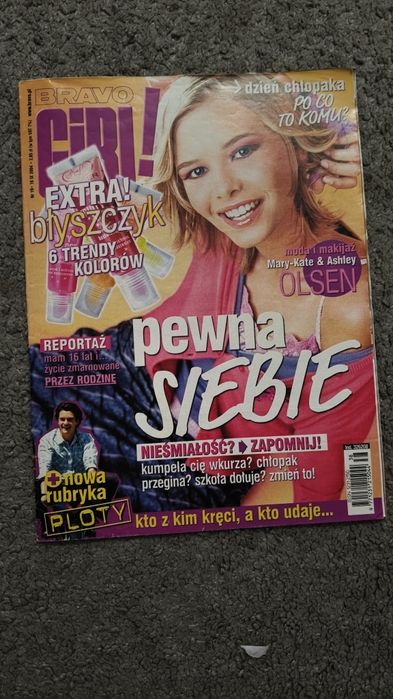 BRAVO
GiRL!
dzień chłopaka
PO CO
TO KOMU?
EXTRA!
błyszczyk
6 TRENDY
KOLORÓW
moda i makijaż
Mary-Kate & Ashley
OLSEN
pewna
SIEBIE
REPORTAŻ
mam 16 lat i...
życie zmarnowane
PRZEZ RODZINĘ
NIEŚMIAŁOŚĆ? ZAPOMNIJ!
kumpela cię wkurza? chłopak
przegina? szkoła dołuje? zmień to!
+ nowa
rubryka
PLOTY
kto z kim kręci, a kto udaje...